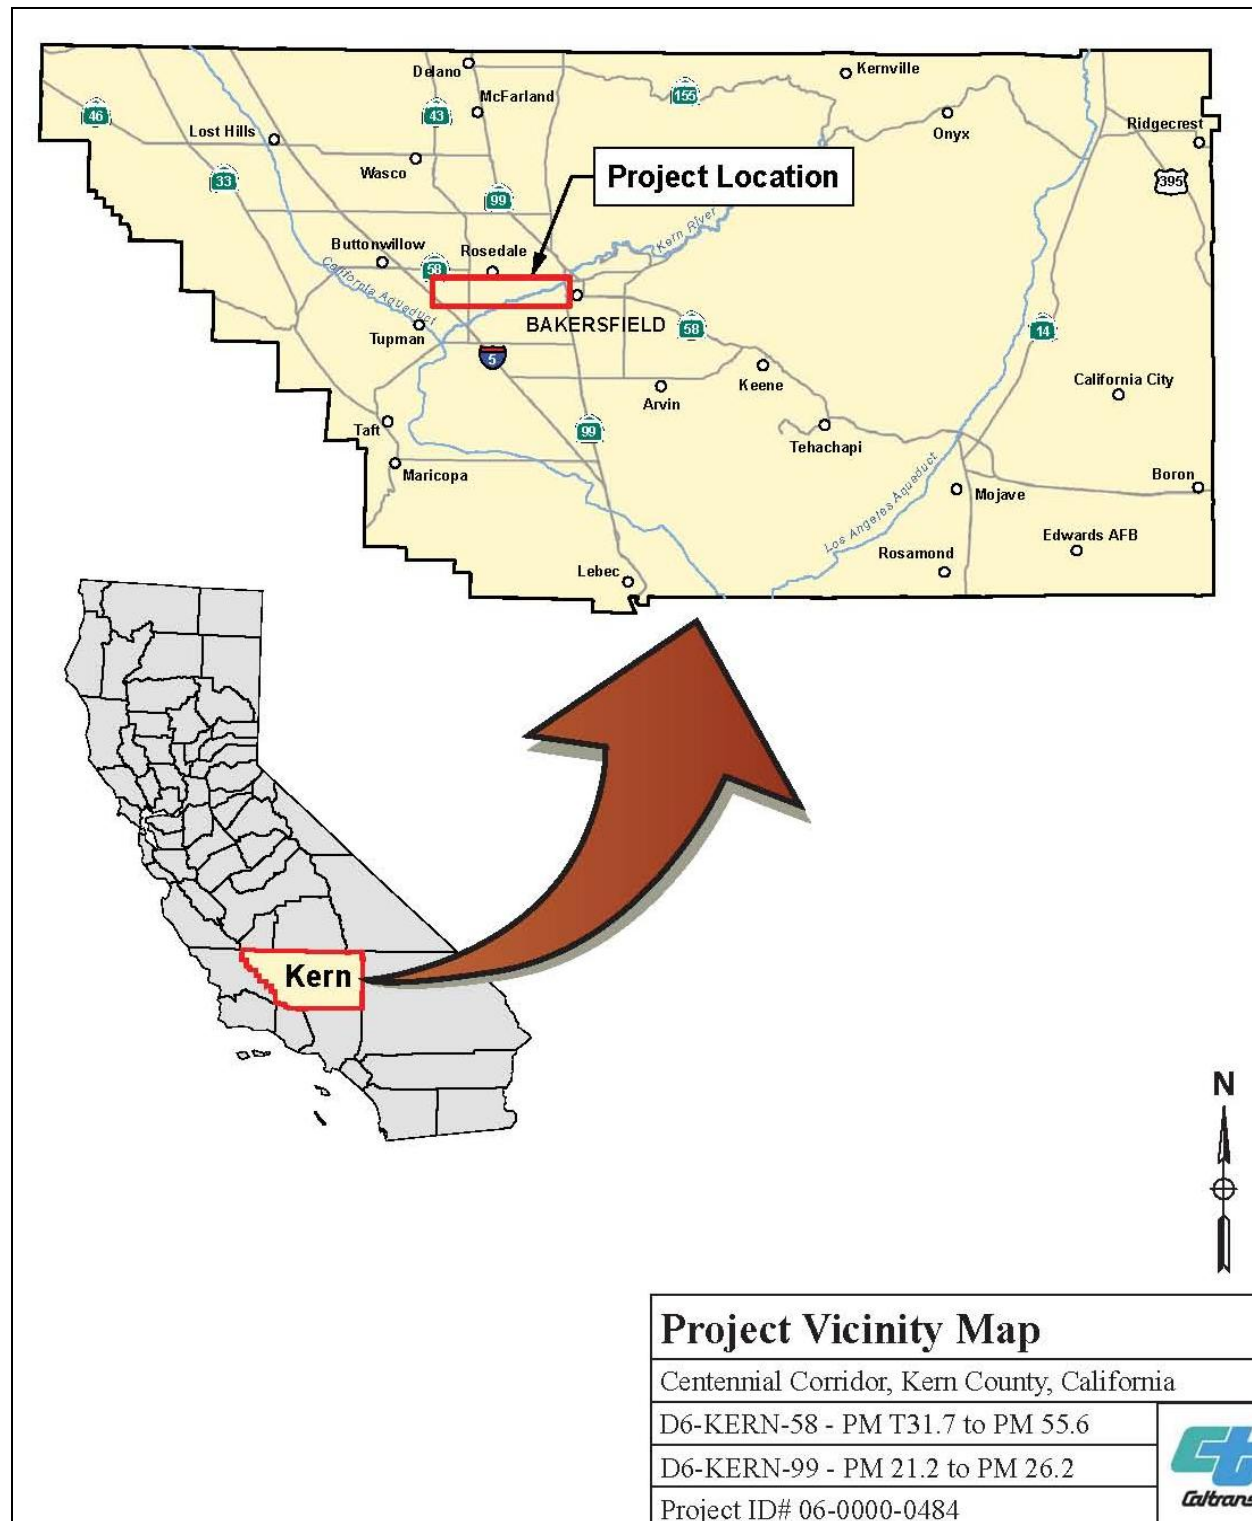 Delano
Kernville
McFarland
155
46
43
Onyx
Ridgecrest
Lost Hills
Wasco
33
395
Project Location
99
Kern River
Buttonwillow
Rosedale
58
California Aqueduct
BAKERSFIELD
58
14
Tupman
5
Keene
California City
Arvin
Taft
99
Tehachapi
Maricopa
Los Angeles Aqueduct
Boron
Mojave
Edwards AFB
Rosamond
Lebec
Kern
N
Project Vicinity Map
Centennial Corridor, Kern County, California
D6-KERN-58 - PM T31.7 to PM 55.6
D6-KERN-99 - PM 21.2 to PM 26.2
Project ID# 06-0000-0484
ct
Caltrans